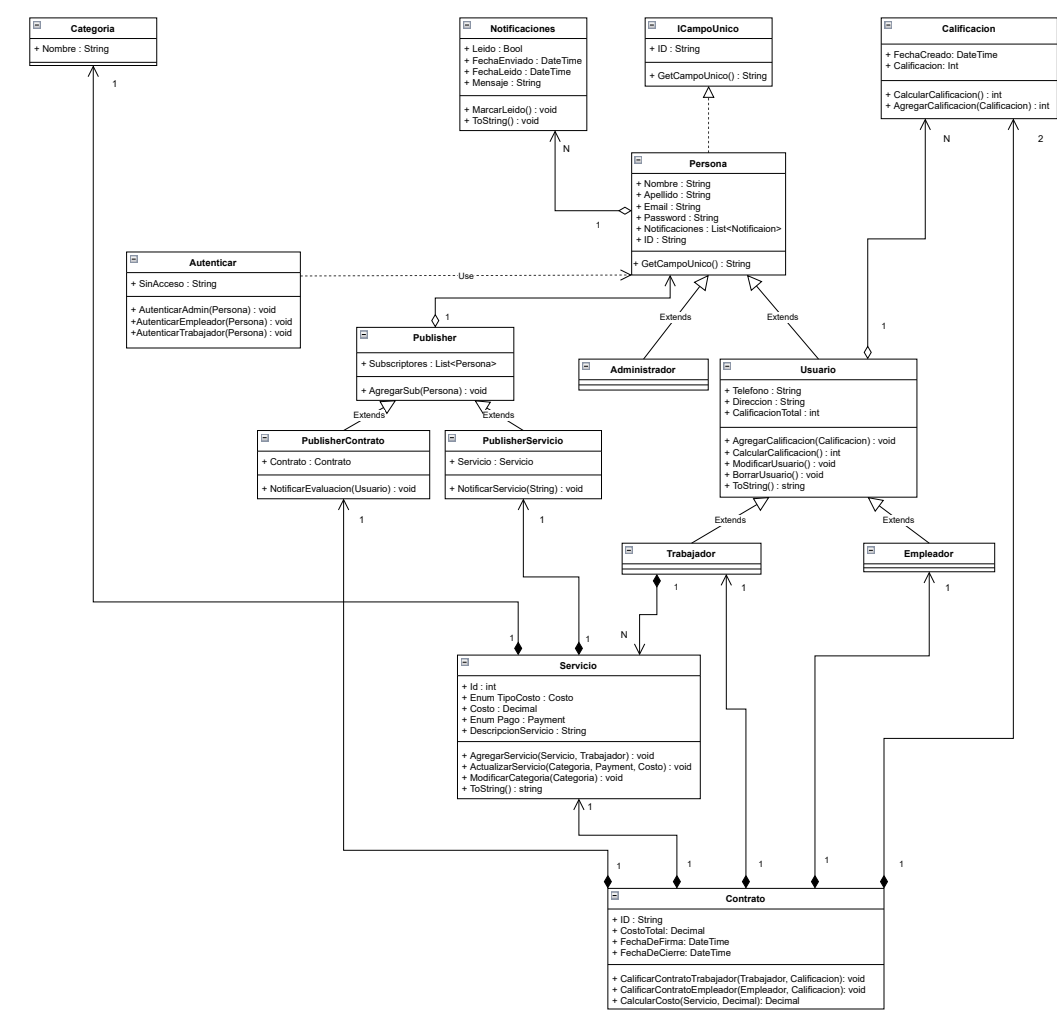 Categoria
+ Nombre : String
1
Notificaciones
+ Leido : Bool
+ FechaEnviado : DateTime
+ FechaLeido : DateTime
+ Mensaje : String
+ MarcarLeido() : void
+ ToString() : void
N
1
ICampoUnico
+ ID : String
+ GetCampoUnico() : String
Calificacion
+ FechaCreado: DateTime
+ Calificacion: Int
+ CalcularCalificacion() : int
+ AgregarCalificacion(Calificacion) : int
N
2
Persona
+ Nombre : String
+ Apellido : String
+ Email : String
+ Password : String
+ Notificaciones : List<Notificaion>
+ ID : String
+ GetCampoUnico() : String
Autenticar
+ SinAcceso : String
+ AutenticarAdmin(Persona) : void
+AutenticarEmpleador(Persona) : void
+AutenticarTrabajador(Persona) : void
Use
1
Extends
Extends
1
Publisher
+ Subscriptores : List<Persona>
+ AgregarSub(Persona) : void
Administrador
Usuario
+ Telefono : String
+ Direccion : String
+ CalificacionTotal : int
+ AgregarCalificacion(Calificacion) : void
+ CalcularCalificacion() : int
+ ModificarUsuario() : void
+ BorrarUsuario() : void
+ ToString() : string
Extends
Extends
PublisherContrato
+ Contrato : Contrato
+ NotificarEvaluacion(Usuario) : void
PublisherServicio
+ Servicio : Servicio
+ NotificarServicio(String) : void
1
1
Extends
Extends
Trabajador
Empleador
1
1
1
N
1
1
Servicio
+ Id : int
+ Enum TipoCosto : Costo
+ Costo : Decimal
+ Enum Pago : Payment
+ DescripcionServicio : String
+ AgregarServicio(Servicio, Trabajador) : void
+ ActualizarServicio(Categoria, Payment, Costo) : void
+ ModificarCategoria(Categoria) : void
+ ToString() : string
1
1
1
1
1
1
Contrato
+ ID : String
+ CostoTotal: Decimal
+ FechaDeFirma: DateTime
+ FechaDeCierre: DateTime
+ CalificarContratoTrabajador(Trabajador, Calificacion): void
+ CalificarContratoEmpleador(Empleador, Calificacion): void
+ CalcularCosto(Servicio, Decimal): Decimal